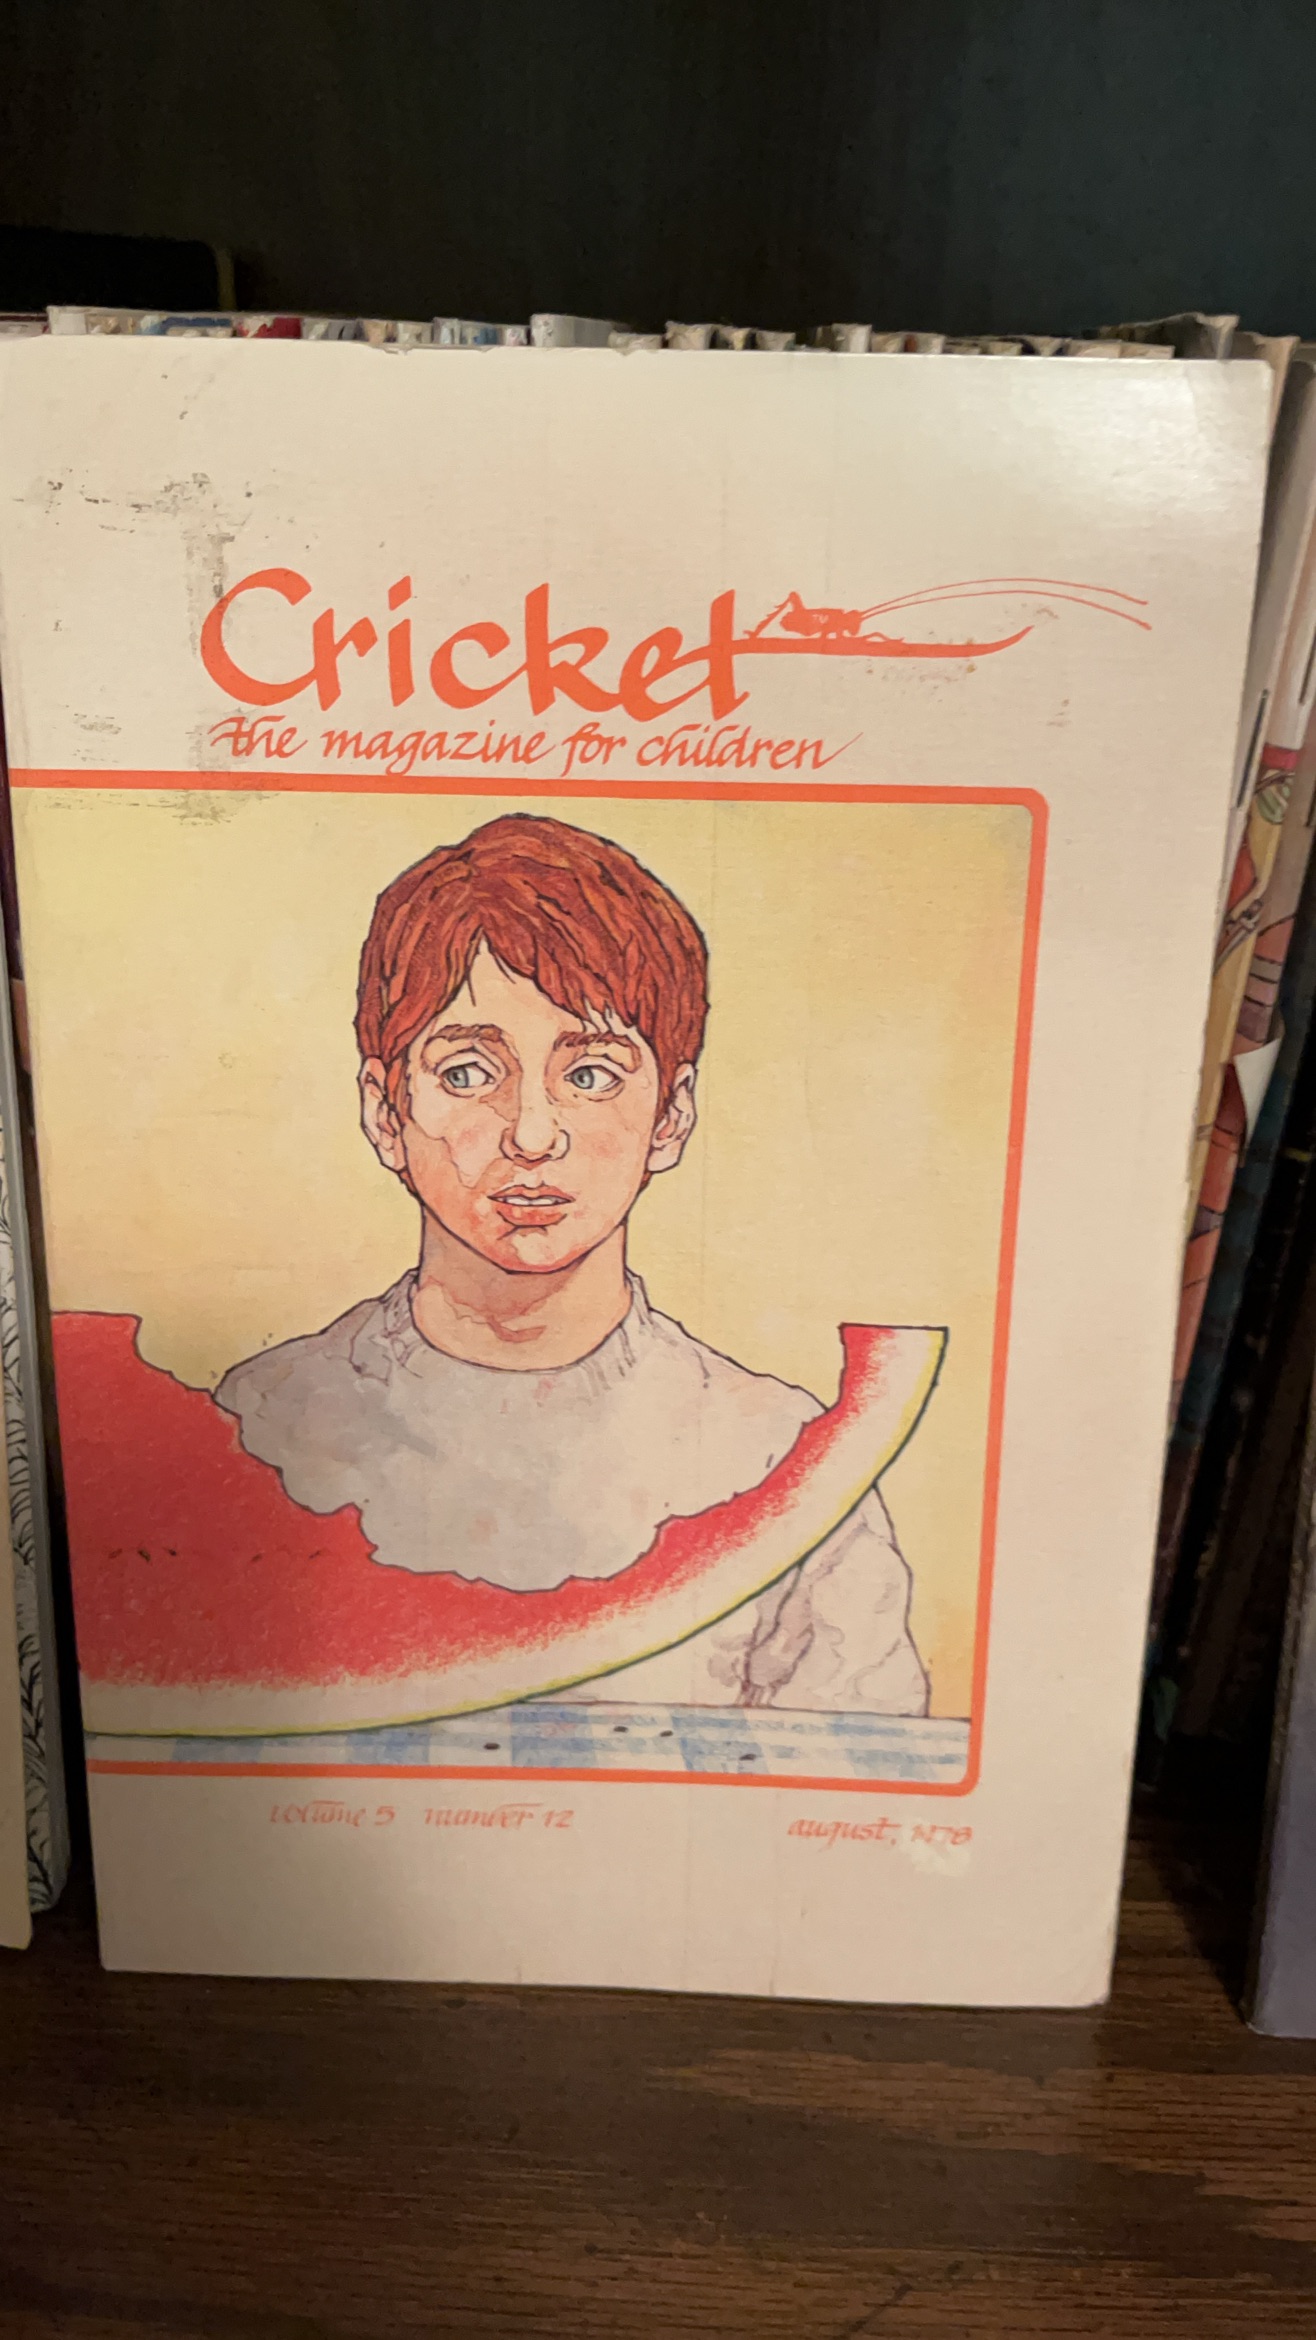 Cricket
the magazine for children
volume 5 number 12
august, 1978